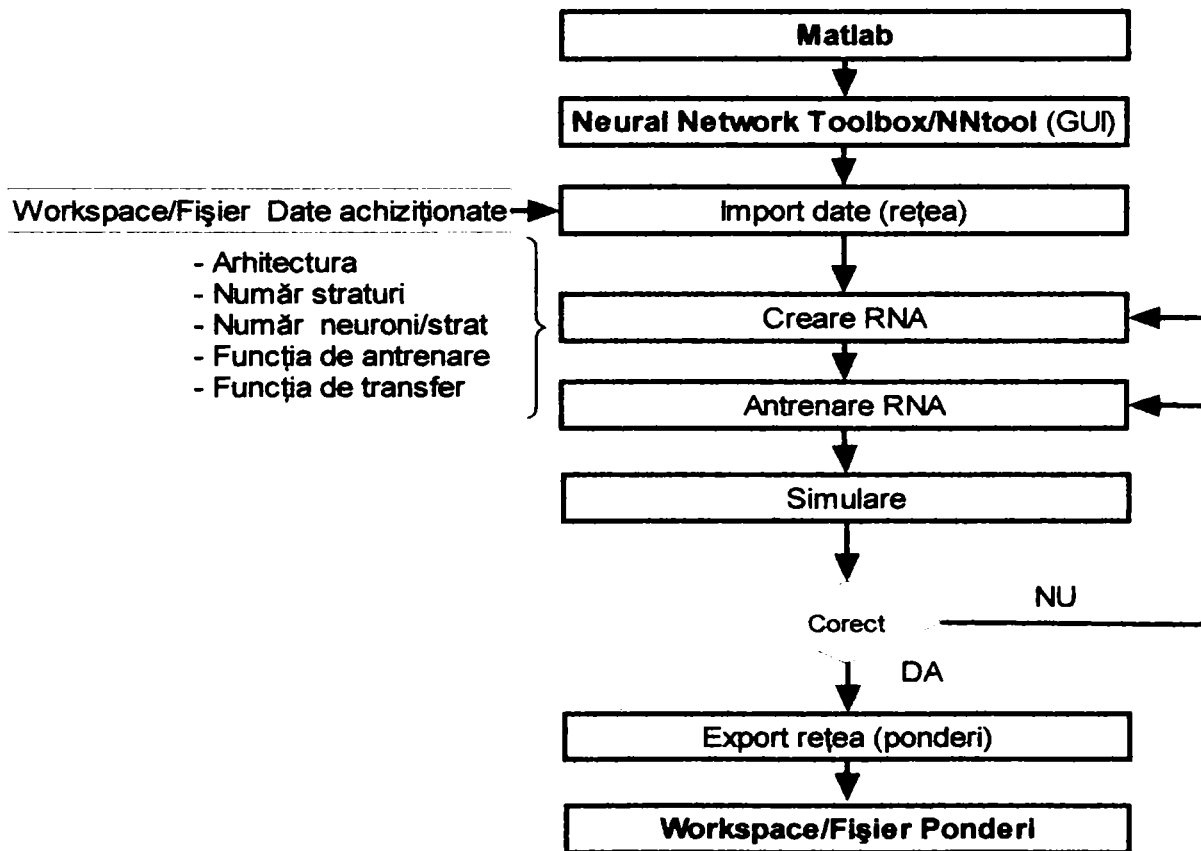 Matlab
Neural Network Toolbox/NNtool (GUI)
Workspace/Fişier Date achiziţionate
Import date (reţea)
- Arhitectura
- Număr straturi
- Număr neuroni/strat
- Funcţia de antrenare
- Funcţia de transfer
Creare RNA
Antrenare RNA
Simulare
Corect
NU
DA
Export reţea (ponderi)
Workspace/Fişier Ponderi